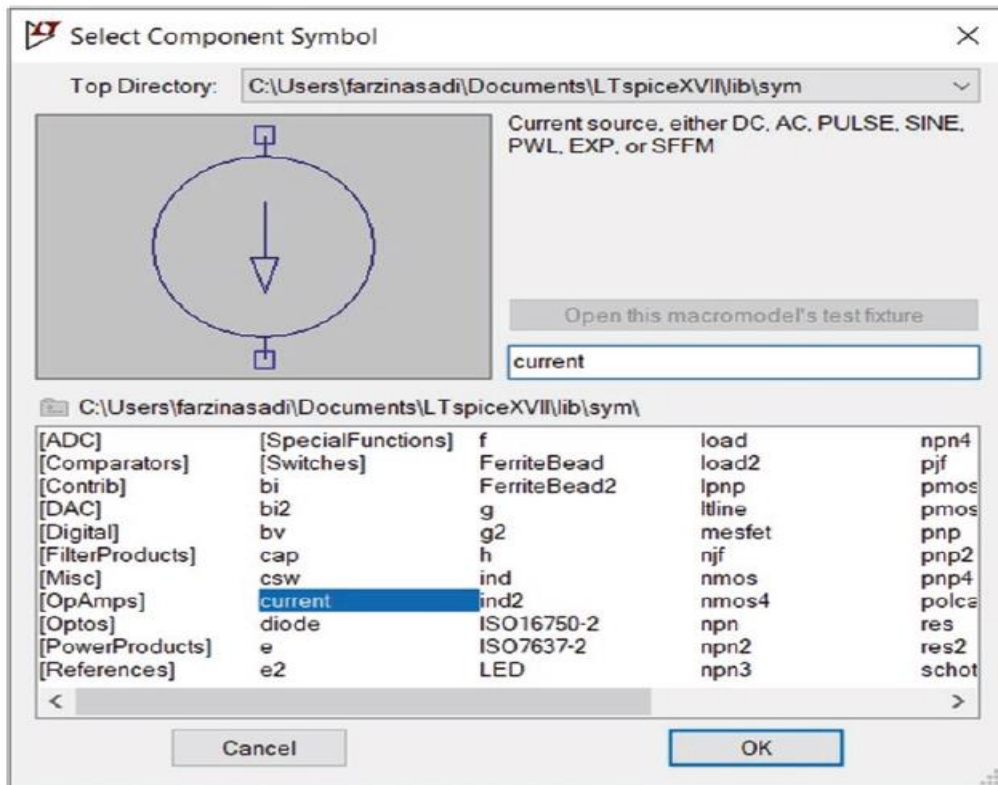 Select Component Symbol
Top Directory: C:\Users\farzinasadi\Documents\LTspiceXVII\lib\sym
Current source, either DC, AC, PULSE, SINE,
PWL, EXP, or SFFM
Open this macromodel's test fixture
current
C:\Users\farzinasadi\Documents\LTspiceXVII\lib\sym\
[ADC] [SpecialFunctions] f load npn4
[Comparators] [Switches] FerriteBead load2 pjf
[Contrib] bi FerriteBead2 lpnp pmos
[DAC] bi2 g ltline pmos
[Digital] bv g2 mesfet pnp
[FilterProducts] cap h njf pnp2
[Misc] csw ind nmos pnp4
[OpAmps] current ind2 nmos4 polca
[Optos] diode ISO16750-2 npn res
[PowerProducts] e ISO7637-2 npn2 res2
[References] e2 LED npn3 schot
Cancel OK